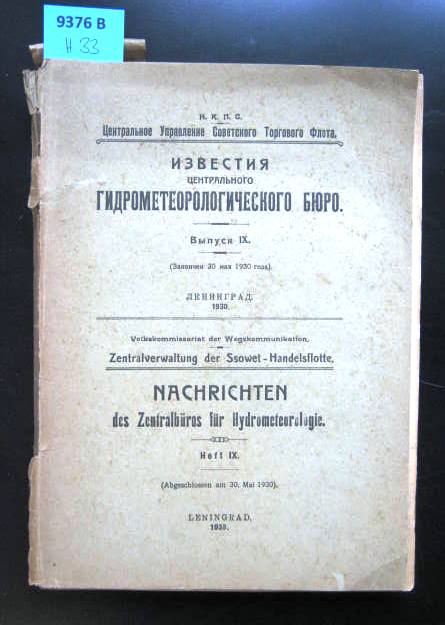 9376 B
H 33
Н. К. П. С.
Центральное Управление Советского Торгового Флота.
ИЗВЕСТИЯ
ЦЕНТРАЛЬНОГО
ГИДРОМЕТЕОРОЛОГИЧЕСКОГО БЮРО.
Выпуск IX.
(Закончен 30 мая 1930 года).
ЛЕНИНГРАД.
1930.
Volkskommissariat der Wegekommunikation.
Zentralverwaltung der Ssowet-Handelsflotte.
NACHRICHTEN
des Zentralbüros für Hydrometeorologie.
Heft IX.
(Abgeschlossen am 30. Mai 1930).
LENINGRAD.
1930.